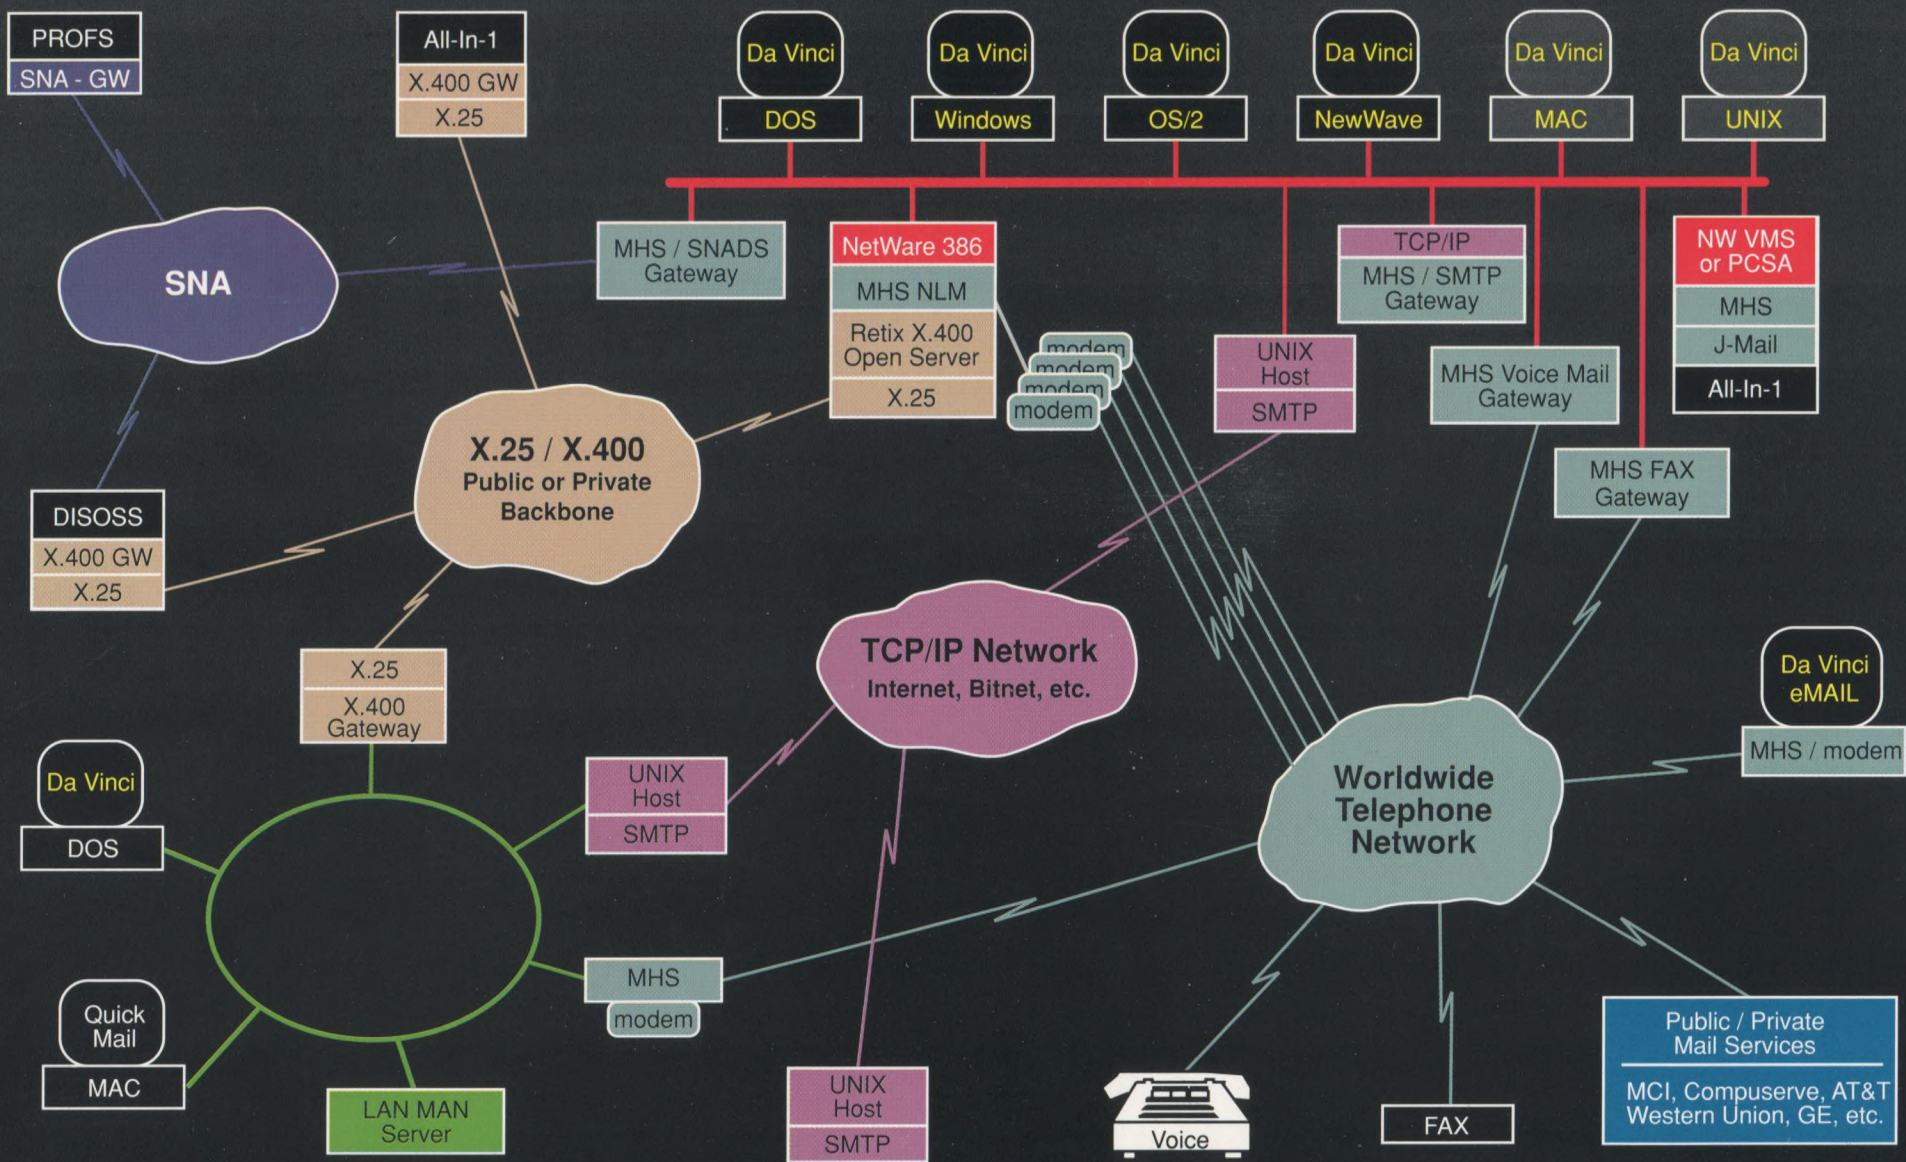 PROFS
SNA - GW
All-In-1
X.400 GW
X.25
Da Vinci
DOS
Da Vinci
Windows
Da Vinci
OS/2
Da Vinci
NewWave
Da Vinci
MAC
Da Vinci
UNIX
SNA
MHS / SNADS
Gateway
NetWare 386
MHS NLM
Retix X.400
Open Server
X.25
modem
modem
modem
modem
UNIX
Host
SMTP
TCP/IP
MHS / SMTP
Gateway
MHS Voice Mail
Gateway
MHS FAX
Gateway
NW VMS
or PCSA
MHS
J-Mail
All-In-1
X.25 / X.400
Public or Private
Backbone
DISOSS
X.400 GW
X.25
X.25
X.400
Gateway
TCP/IP Network
Internet, Bitnet, etc.
Da Vinci
eMAIL
MHS / modem
Worldwide
Telephone
Network
Da Vinci
DOS
UNIX
Host
SMTP
MHS
modem
Quick
Mail
MAC
LAN MAN
Server
UNIX
Host
SMTP
Voice
FAX
Public / Private
Mail Services
MCI, Compuserve, AT&T
Western Union, GE, etc.